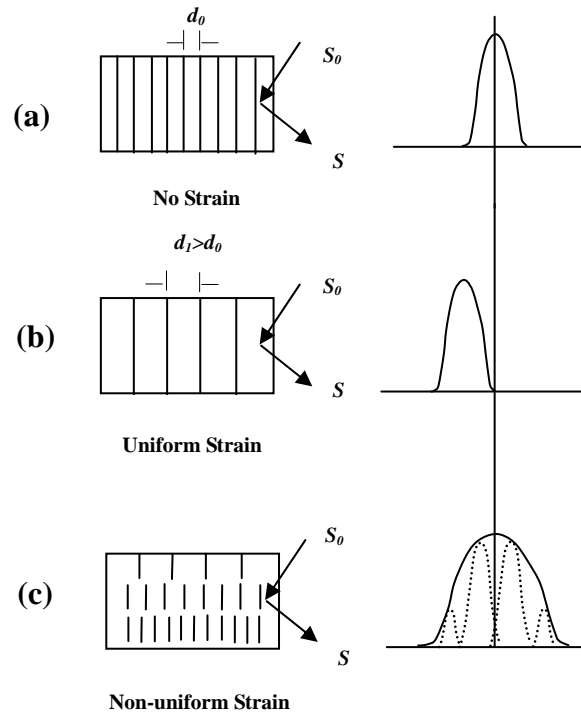 d₀
S₀
(a)
S
No Strain
d₁>d₀
S₀
(b)
S
Uniform Strain
S₀
(c)
S
Non-uniform Strain